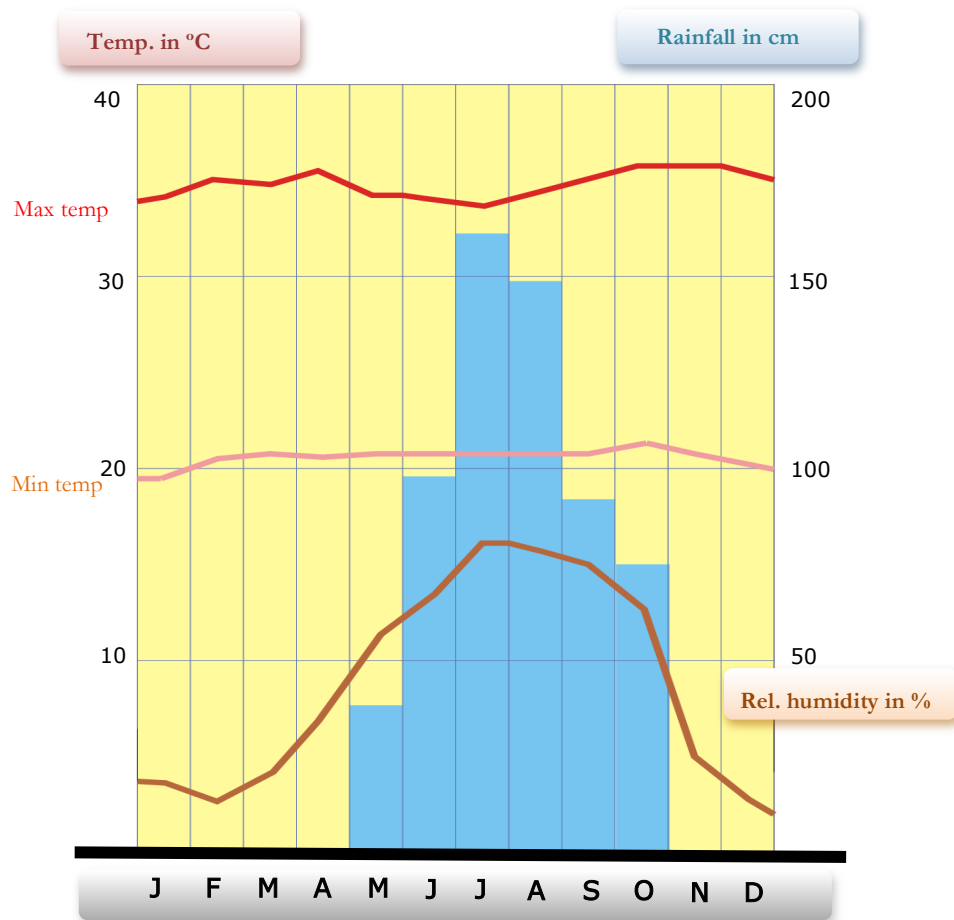 Temp. in ºC
Rainfall in cm
40
200
Max temp
30
150
20
100
Min temp
10
50
Rel. humidity in %
J F M A M J J A S O N D